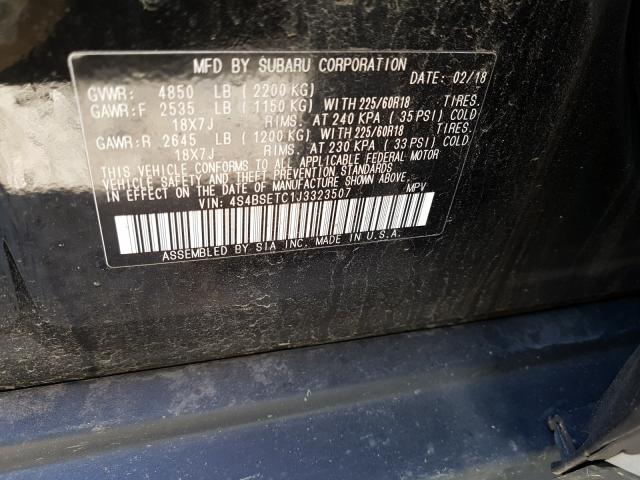 MFD BY SUBARU CORPORATION
DATE: 02/18
GVWR: 4850 LB (2200 KG)
GAWR:F 2535 LB (1150 KG) WITH 225/60R18 TIRES.
18X7J RIMS. AT 240 KPA (35 PSI) COLD
GAWR:R 2645 LB (1200 KG) WITH 225/60R18 TIRES.
18X7J RIMS. AT 230 KPA (33 PSI) COLD
THIS VEHICLE CONFORMS TO ALL APPLICABLE FEDERAL MOTOR
VEHICLE SAFETY AND THEFT PREVENTION STANDARDS
IN EFFECT ON THE DATE OF MANUFACTURE SHOWN ABOVE.
VIN: 4S4BSETC1J3323507 MPV
ASSEMBLED BY SIA INC. MADE IN U.S.A.